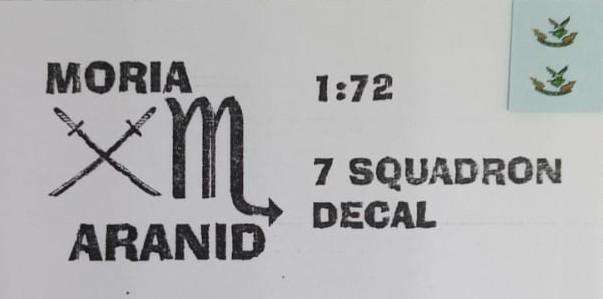 MORIA
ARANID
1:72
7 SQUADRON
DECAL